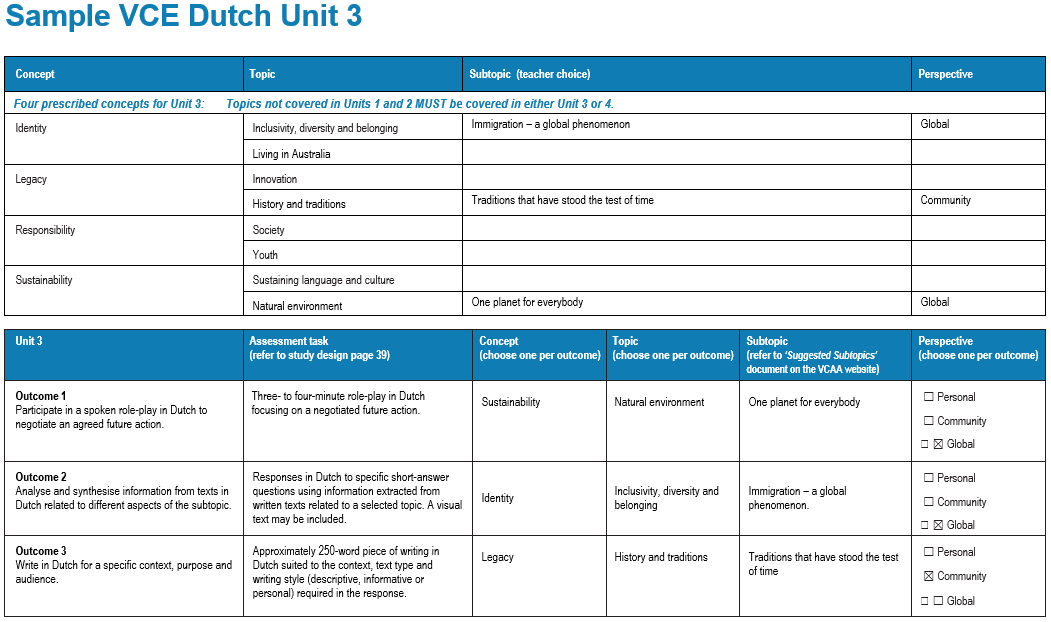 Sample VCE Dutch Unit 3
Concept Topic Subtopic (teacher choice) Perspective
Four prescribed concepts for Unit 3: Topics not covered in Units 1 and 2 MUST be covered in either Unit 3 or 4.
Identity Inclusivity, diversity and belonging Immigration – a global phenomenon Global
Living in Australia
Legacy Innovation
History and traditions Traditions that have stood the test of time Community
Responsibility Society
Youth
Sustainability Sustaining language and culture
Natural environment One planet for everybody Global
Unit 3
Assessment task
(refer to study design page 39)
Concept
(choose one per outcome)
Topic
(choose one per outcome)
Subtopic
(refer to ‘Suggested Subtopics’
document on the VCAA website)
Perspective
(choose one per outcome)
Outcome 1
Participate in a spoken role-play in Dutch to
negotiate an agreed future action.
Three- to four-minute role-play in Dutch
focusing on a negotiated future action.
Sustainability
Natural environment
One planet for everybody
☐ Personal
☐ Community
☐ ☒ Global
Outcome 2
Analyse and synthesise information from texts in
Dutch related to different aspects of the subtopic.
Responses in Dutch to specific short-answer
questions using information extracted from
written texts related to a selected topic. A visual
text may be included.
Identity
Inclusivity, diversity and
belonging
Immigration – a global
phenomenon.
☐ Personal
☐ Community
☐ ☒ Global
Outcome 3
Write in Dutch for a specific context, purpose and
audience.
Approximately 250-word piece of writing in
Dutch suited to the context, text type and
writing style (descriptive, informative or
personal) required in the response.
Legacy
History and traditions
Traditions that have stood the test
of time
☐ Personal
☒ Community
☐ ☐ Global